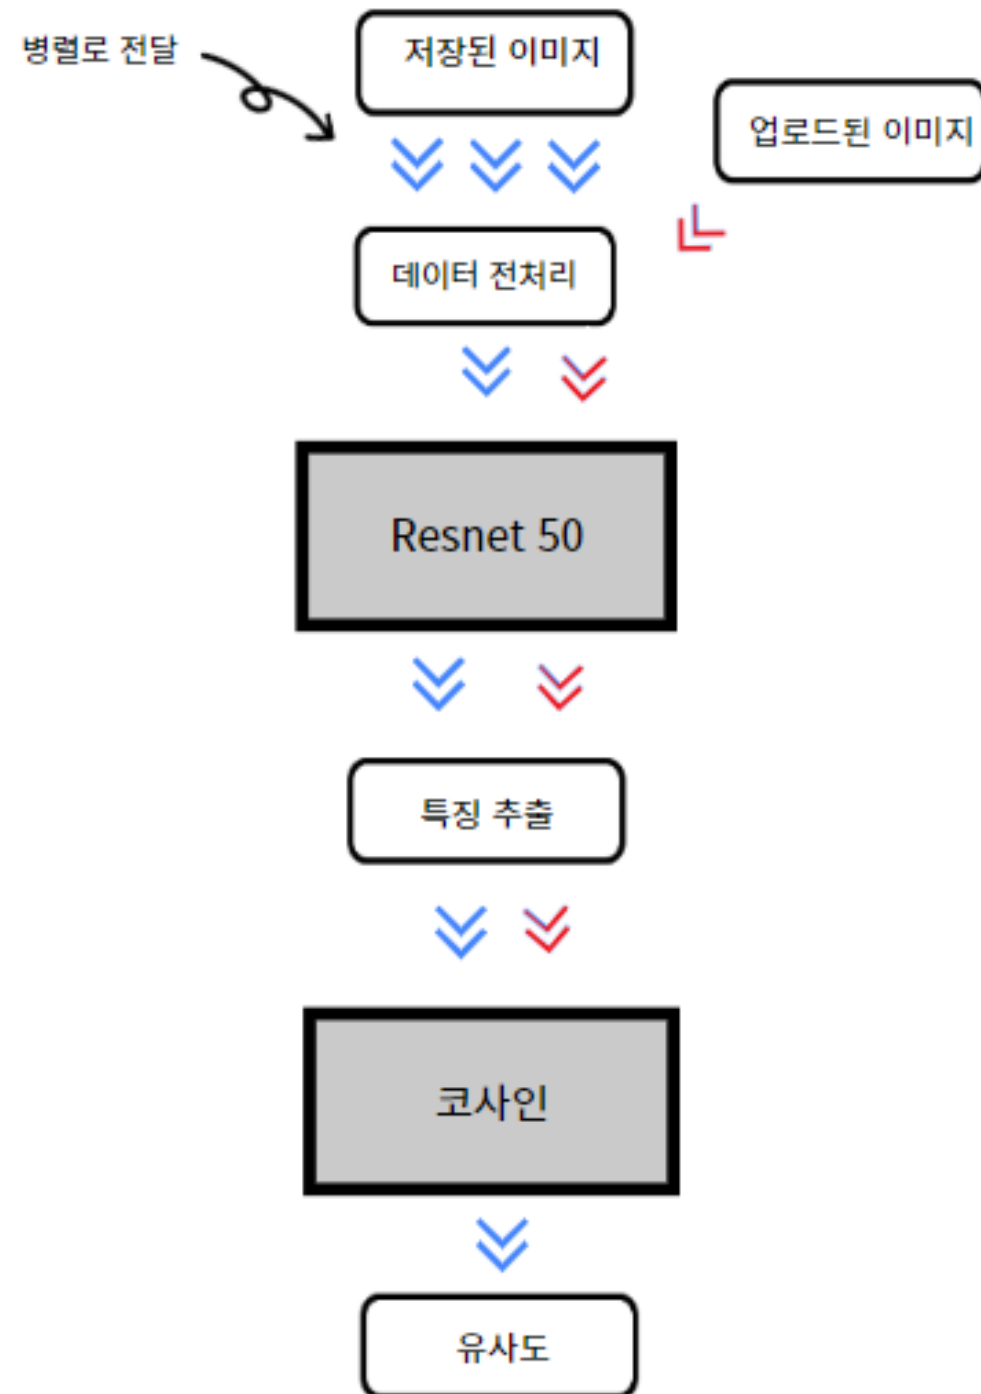 병렬로 전달
저장된 이미지
업로드된 이미지
데이터 전처리
Resnet 50
특징 추출
코사인
유사도